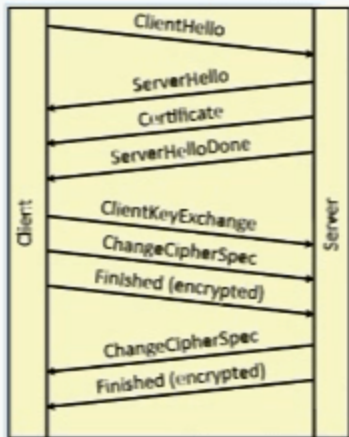 ClientHello
ServerHello
Certificate
ServerHelloDone
ClientKeyExchange
ChangeCipherSpec
Finished (encrypted)
ChangeCipherSpec
Finished (encrypted)
Client
Server